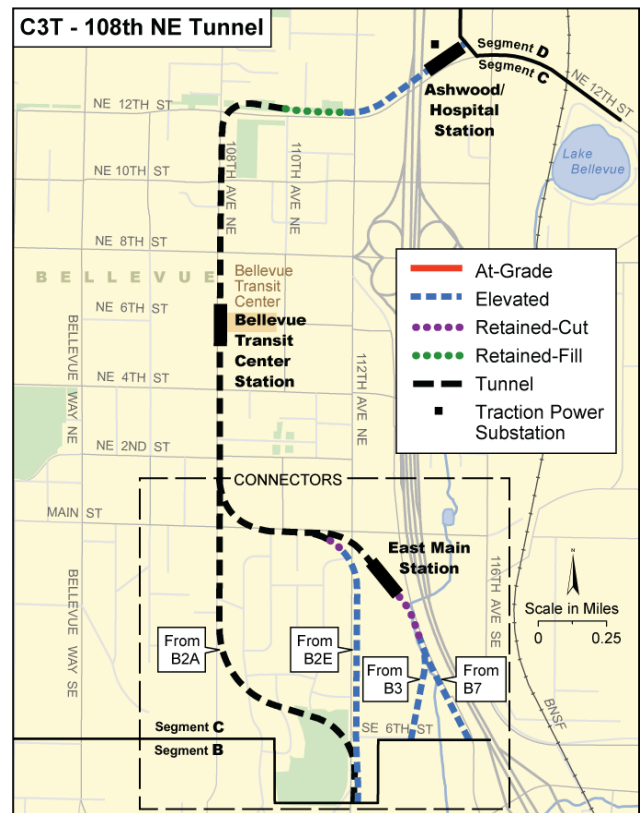 C3T - 108th NE Tunnel
Segment D
Segment C
NE 12TH ST
Ashwood/
Hospital
Station
NE 12TH ST
Lake
Bellevue
108TH AVE NE
110TH AVE NE
NE 10TH ST
NE 8TH ST
BELLEVUE
Bellevue
Transit
Center
NE 6TH ST
Bellevue
Transit
Center
Station
At-Grade
Elevated
Retained-Cut
Retained-Fill
Tunnel
Traction Power
Substation
BELLEVUE WAY NE
112TH AVE NE
NE 4TH ST
NE 2ND ST
CONNECTORS
MAIN ST
East Main
Station
116TH AVE SE
N
Scale in Miles
0
0.25
BELLEVUE WAY SE
From
B2A
From
B2E
From
B3
From
B7
BNSF
SE 6TH ST
Segment C
Segment B